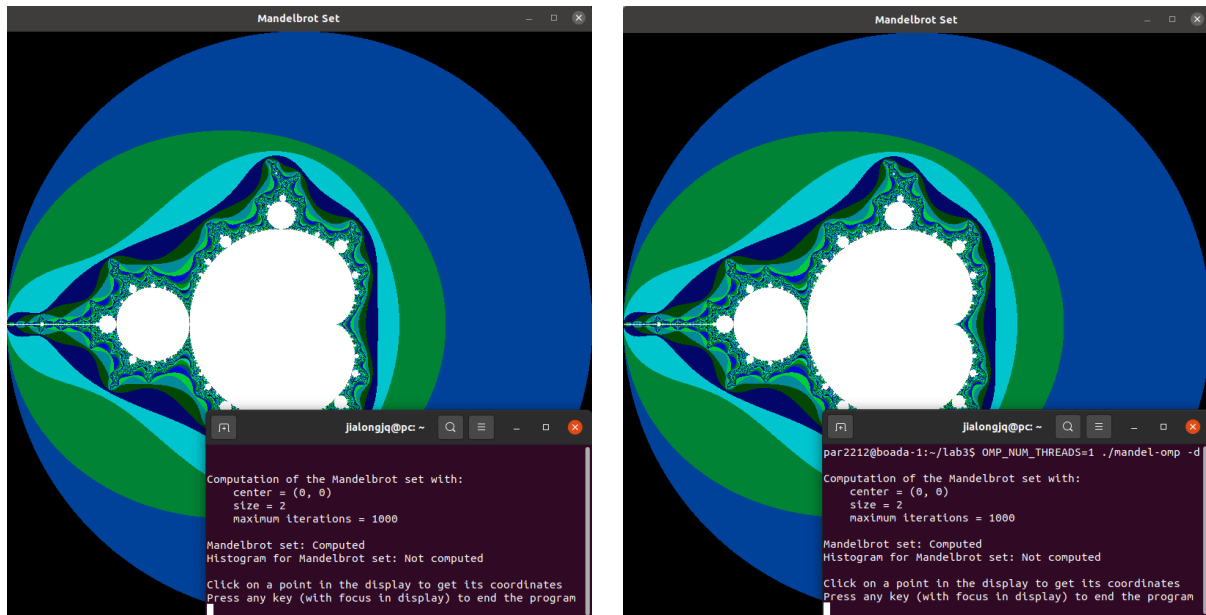 Mandelbrot Set
jialongjq@pc: ~
Computation of the Mandelbrot set with:
center = (0, 0)
size = 2
maximum iterations = 1000
Mandelbrot set: Computed
Histogram for Mandelbrot set: Not computed
Click on a point in the display to get its coordinates
Press any key (with focus in display) to end the program
Mandelbrot Set
jialongjq@pc: ~
par2212@boada-1:~/lab3$ OMP_NUM_THREADS=1 ./mandel-omp -d
Computation of the Mandelbrot set with:
center = (0, 0)
size = 2
maximum iterations = 1000
Mandelbrot set: Computed
Histogram for Mandelbrot set: Not computed
Click on a point in the display to get its coordinates
Press any key (with focus in display) to end the program